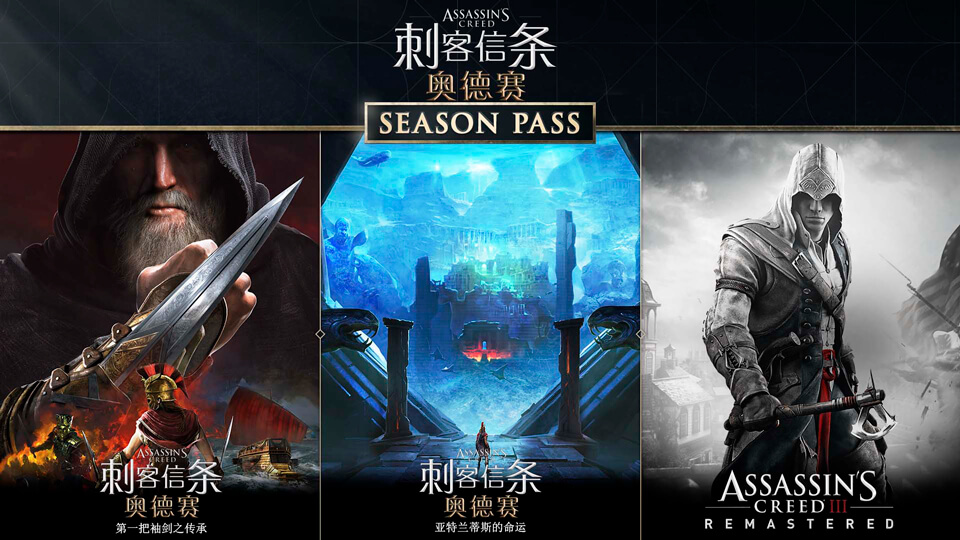 ASSASSIN'S
CREED
刺客信条
奥德赛
SEASON PASS
ASSASSIN'S
CREED
刺客信条
奥德赛
第一把袖剑之传承
ASSASSIN'S
CREED
刺客信条
奥德赛
亚特兰蒂斯的命运
ASSASSIN'S
CREED III
REMASTERED